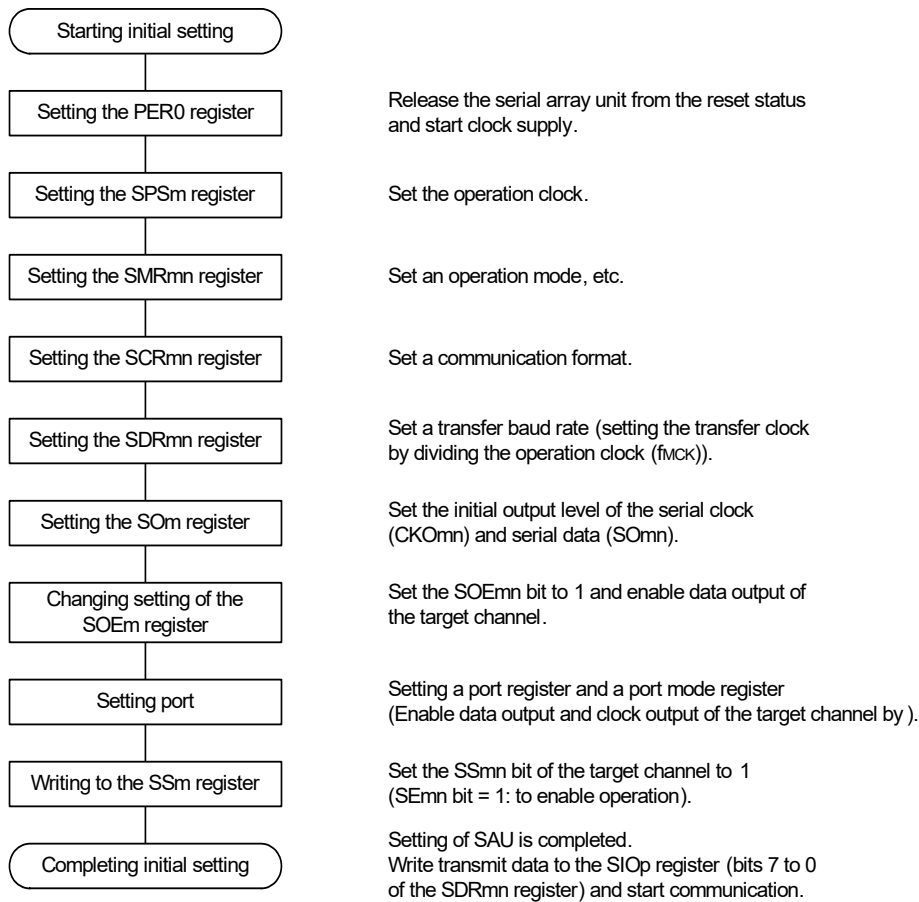 Starting initial setting
Setting the PER0 register
Release the serial array unit from the reset status
and start clock supply.
Setting the SPSm register
Set the operation clock.
Setting the SMRmn register
Set an operation mode, etc.
Setting the SCRmn register
Set a communication format.
Setting the SDRmn register
Set a transfer baud rate (setting the transfer clock
by dividing the operation clock (fMCK)).
Setting the SOm register
Set the initial output level of the serial clock
(CKOmn) and serial data (SOmn).
Changing setting of the
SOEm register
Set the SOEmn bit to 1 and enable data output of
the target channel.
Setting port
Setting a port register and a port mode register
(Enable data output and clock output of the target channel by ).
Writing to the SSm register
Set the SSmn bit of the target channel to 1
(SEmn bit = 1: to enable operation).
Completing initial setting
Setting of SAU is completed.
Write transmit data to the SIOp register (bits 7 to 0
of the SDRmn register) and start communication.